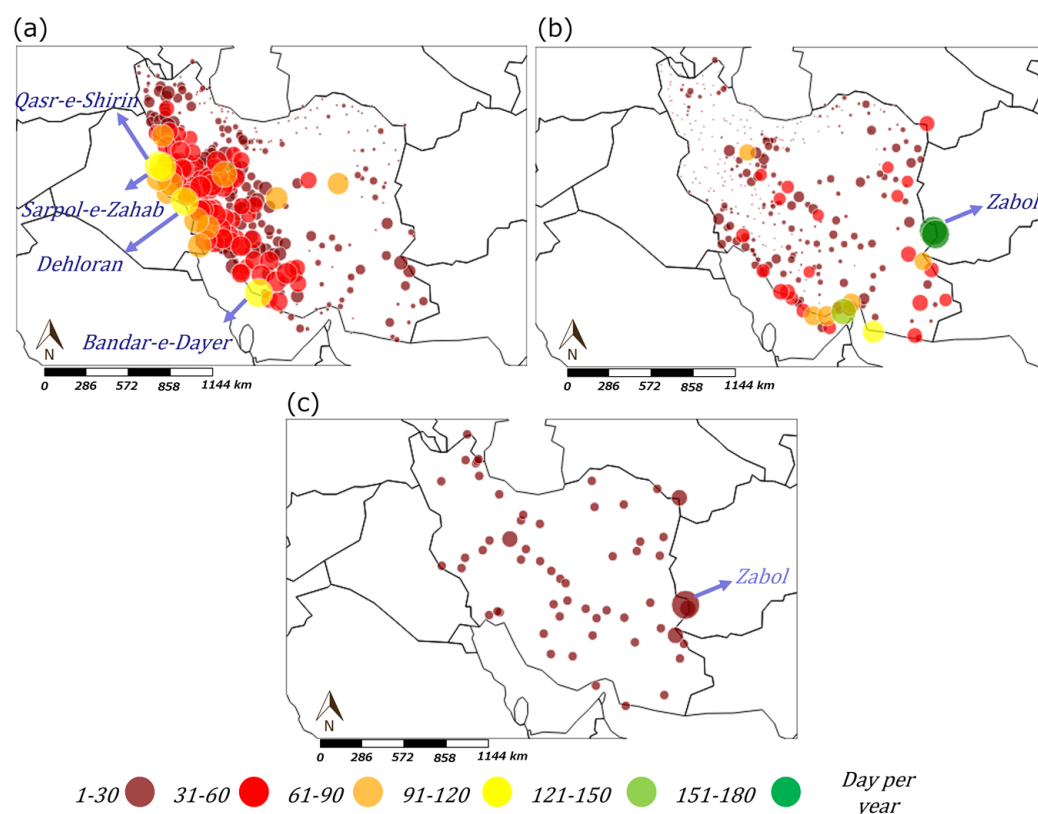 (a)
Qasr-e-Shirin
Sarpol-e-Zahab
Dehloran
Bandar-e-Dayer
N
0 286 572 858 1144 km
(b)
Zabol
N
0 286 572 858 1144 km
(c)
Zabol
N
0 286 572 858 1144 km
1-30 31-60 61-90 91-120 121-150 151-180 Day per
year